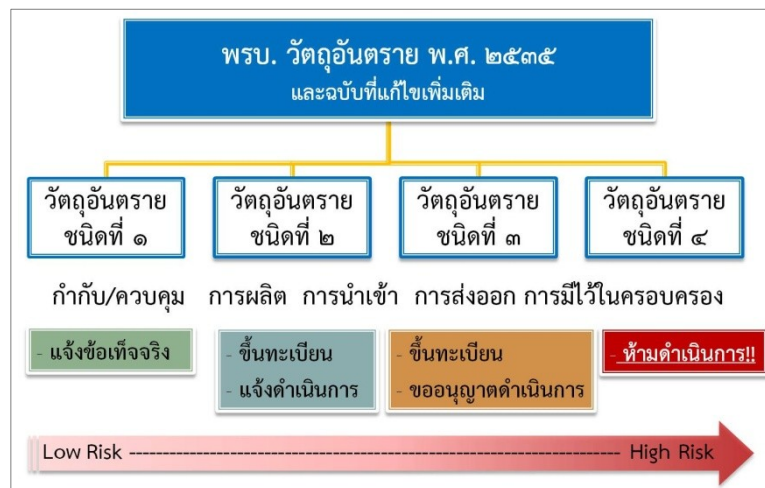 พรบ. วัตถุอันตราย พ.ศ. ๒๕๓๕
และฉบับที่แก้ไขเพิ่มเติม
วัตถุอันตราย
ชนิดที่ ๑
วัตถุอันตราย
ชนิดที่ ๒
วัตถุอันตราย
ชนิดที่ ๓
วัตถุอันตราย
ชนิดที่ ๔
กำกับ/ควบคุม การผลิต การนำเข้า การส่งออก การมีไว้ในครอบครอง
- แจ้งข้อเท็จจริง
- ขึ้นทะเบียน
- แจ้งดำเนินการ
- ขึ้นทะเบียน
- ขออนุญาตดำเนินการ
- ห้ามดำเนินการ!!
Low Risk ---------------------------------------------------------------------- High Risk